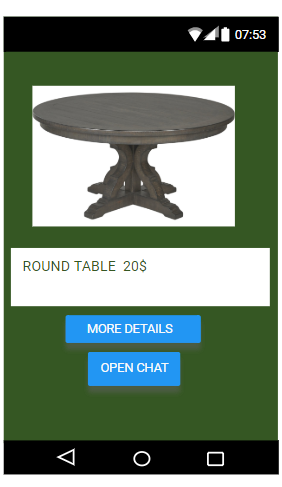 07:53
ROUND TABLE 20$
MORE DETAILS
OPEN CHAT